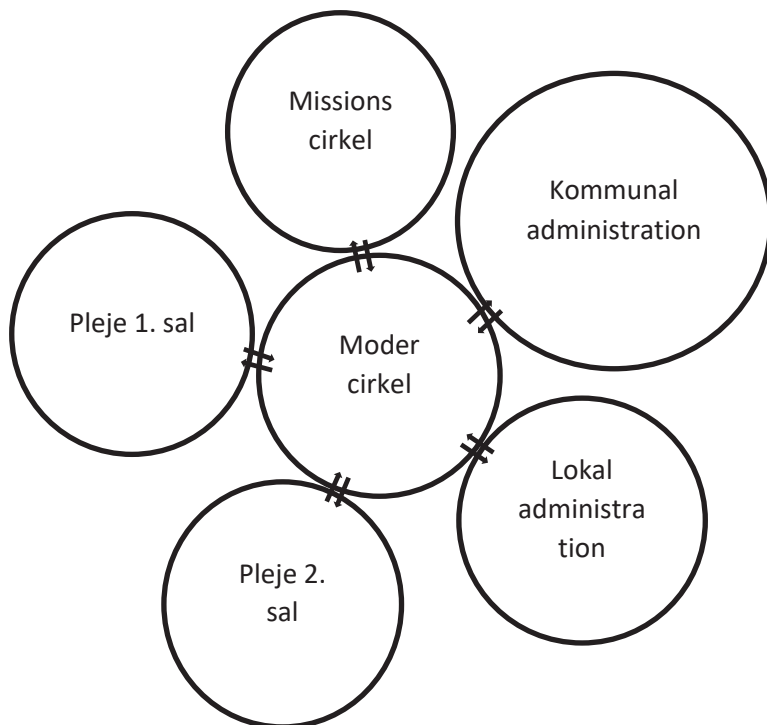 Missions
cirkel
Kommunal
administration
Pleje 1. sal
Moder
cirkel
Lokal
administra
tion
Pleje 2.
sal